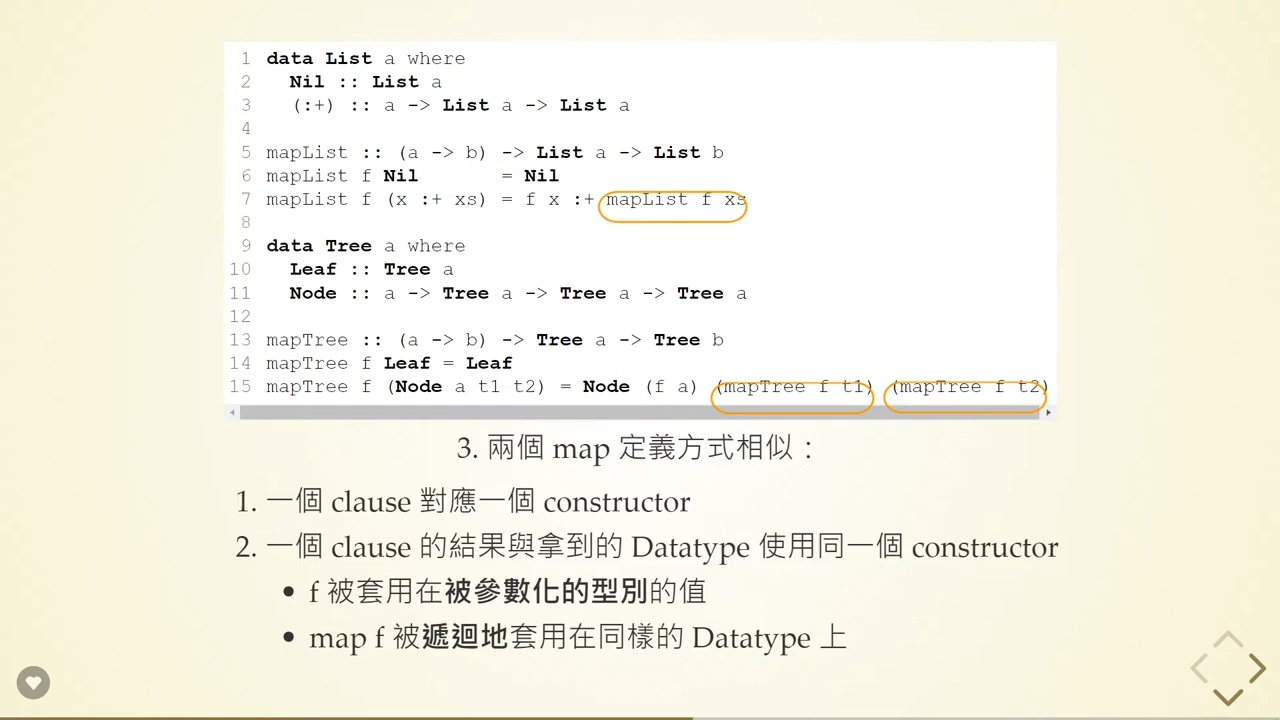 1 data List a where
2   Nil :: List a
3   (:+) :: a -> List a -> List a
4
5 mapList :: (a -> b) -> List a -> List b
6 mapList f Nil       = Nil
7 mapList f (x :+ xs) = f x :+ mapList f xs
8
9 data Tree a where
10   Leaf :: Tree a
11   Node :: a -> Tree a -> Tree a -> Tree a
12
13 mapTree :: (a -> b) -> Tree a -> Tree b
14 mapTree f Leaf = Leaf
15 mapTree f (Node a t1 t2) = Node (f a) (mapTree f t1) (mapTree f t2)
3. 兩個 map 定義方式相似：
1. 一個 clause 對應一個 constructor
2. 一個 clause 的結果與拿到的 Datatype 使用同一個 constructor
• f 被套用在被參數化的型別的值
• map f 被遞迴地套用在同樣的 Datatype 上